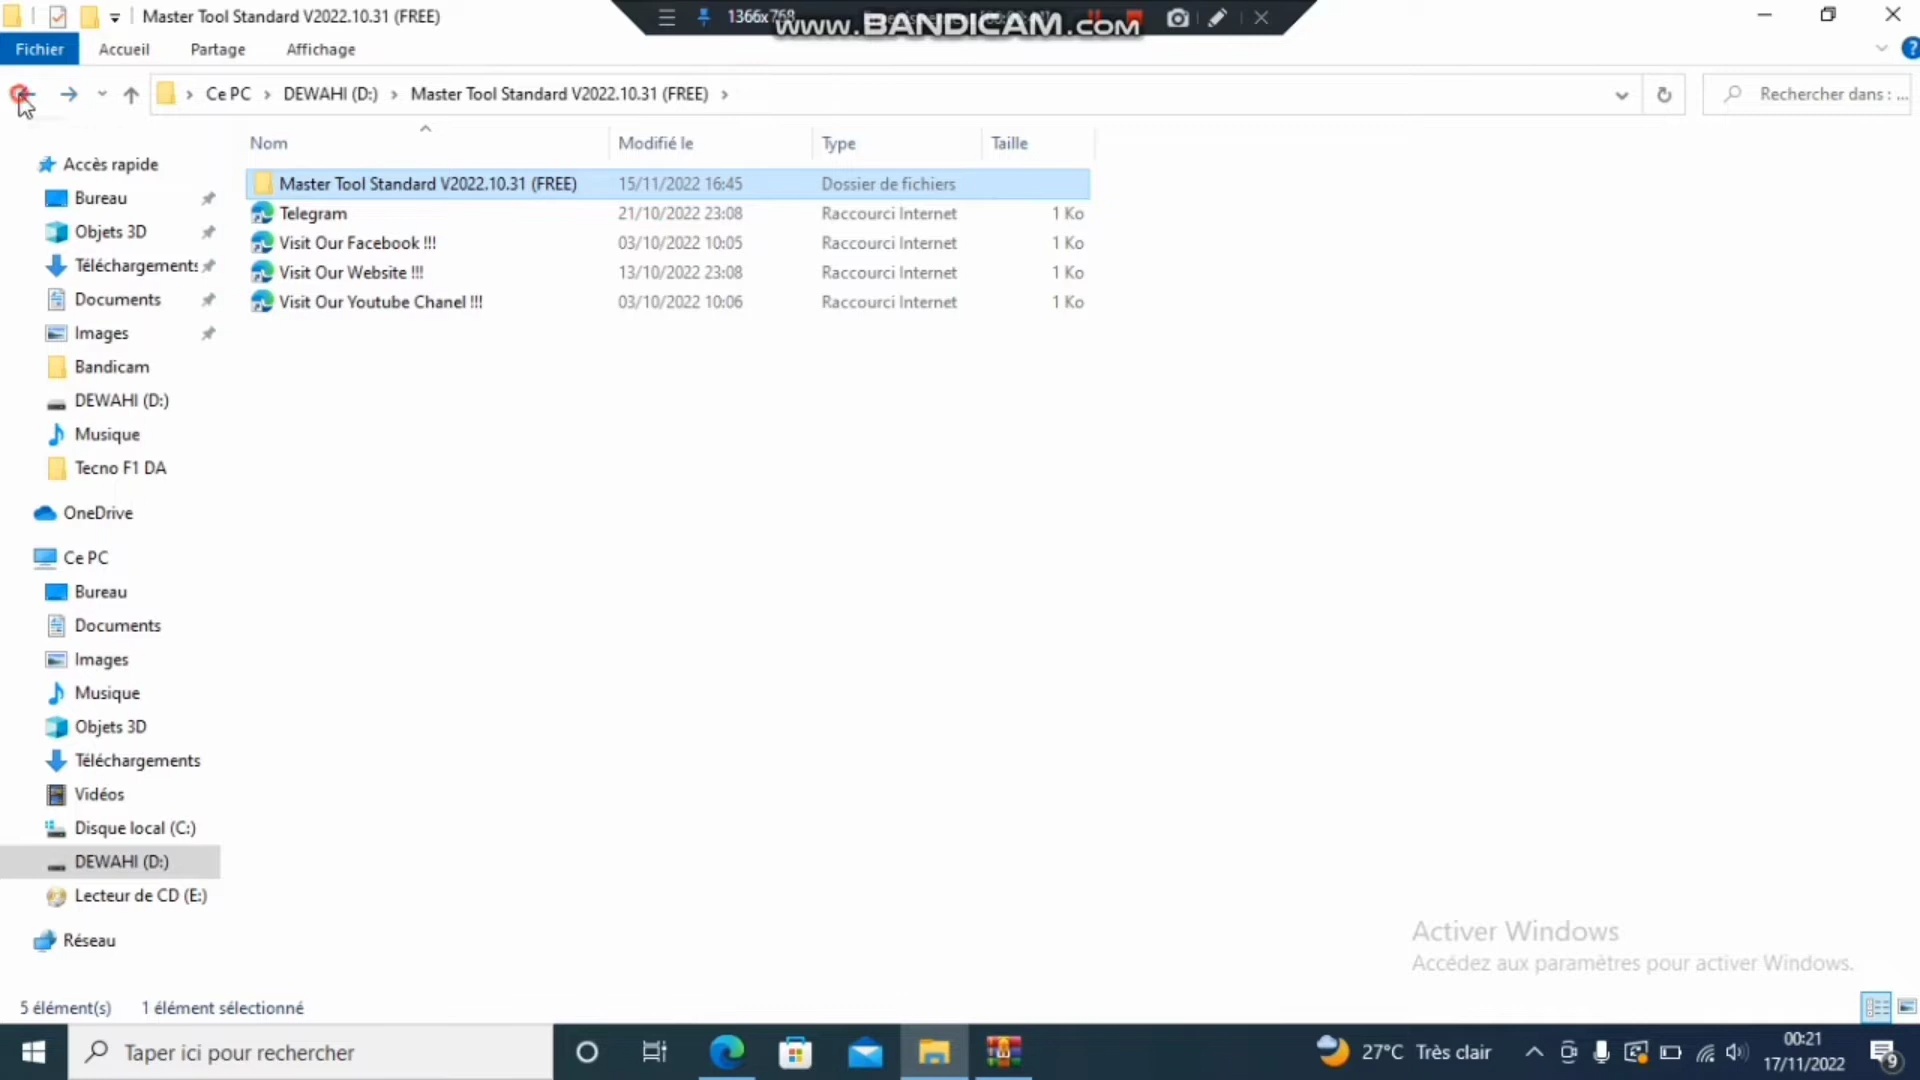 Master Tool Standard V2022.10.31 (FREE)
1366x768
www.BANDICAM.com
Fichier Accueil Partage Affichage
Ce PC DEWAHI (D:) Master Tool Standard V2022.10.31 (FREE)
Rechercher dans : ...
Nom Modifié le Type Taille
Master Tool Standard V2022.10.31 (FREE) 15/11/2022 16:45 Dossier de fichiers
Telegram 21/10/2022 23:08 Raccourci Internet 1 Ko
Visit Our Facebook !!! 03/10/2022 10:05 Raccourci Internet 1 Ko
Visit Our Website !!! 13/10/2022 23:08 Raccourci Internet 1 Ko
Visit Our Youtube Chanel !!! 03/10/2022 10:06 Raccourci Internet 1 Ko
Accès rapide
Bureau
Objets 3D
Téléchargements
Documents
Images
Bandicam
DEWAHI (D:)
Musique
Tecno F1 DA
OneDrive
Ce PC
Bureau
Documents
Images
Musique
Objets 3D
Téléchargements
Vidéos
Disque local (C:)
DEWAHI (D:)
Lecteur de CD (E:)
Réseau
Activer Windows
Accédez aux paramètres pour activer Windows.
5 élément(s) 1 élément sélectionné
Taper ici pour rechercher
27°C Très clair
00:21
17/11/2022
9